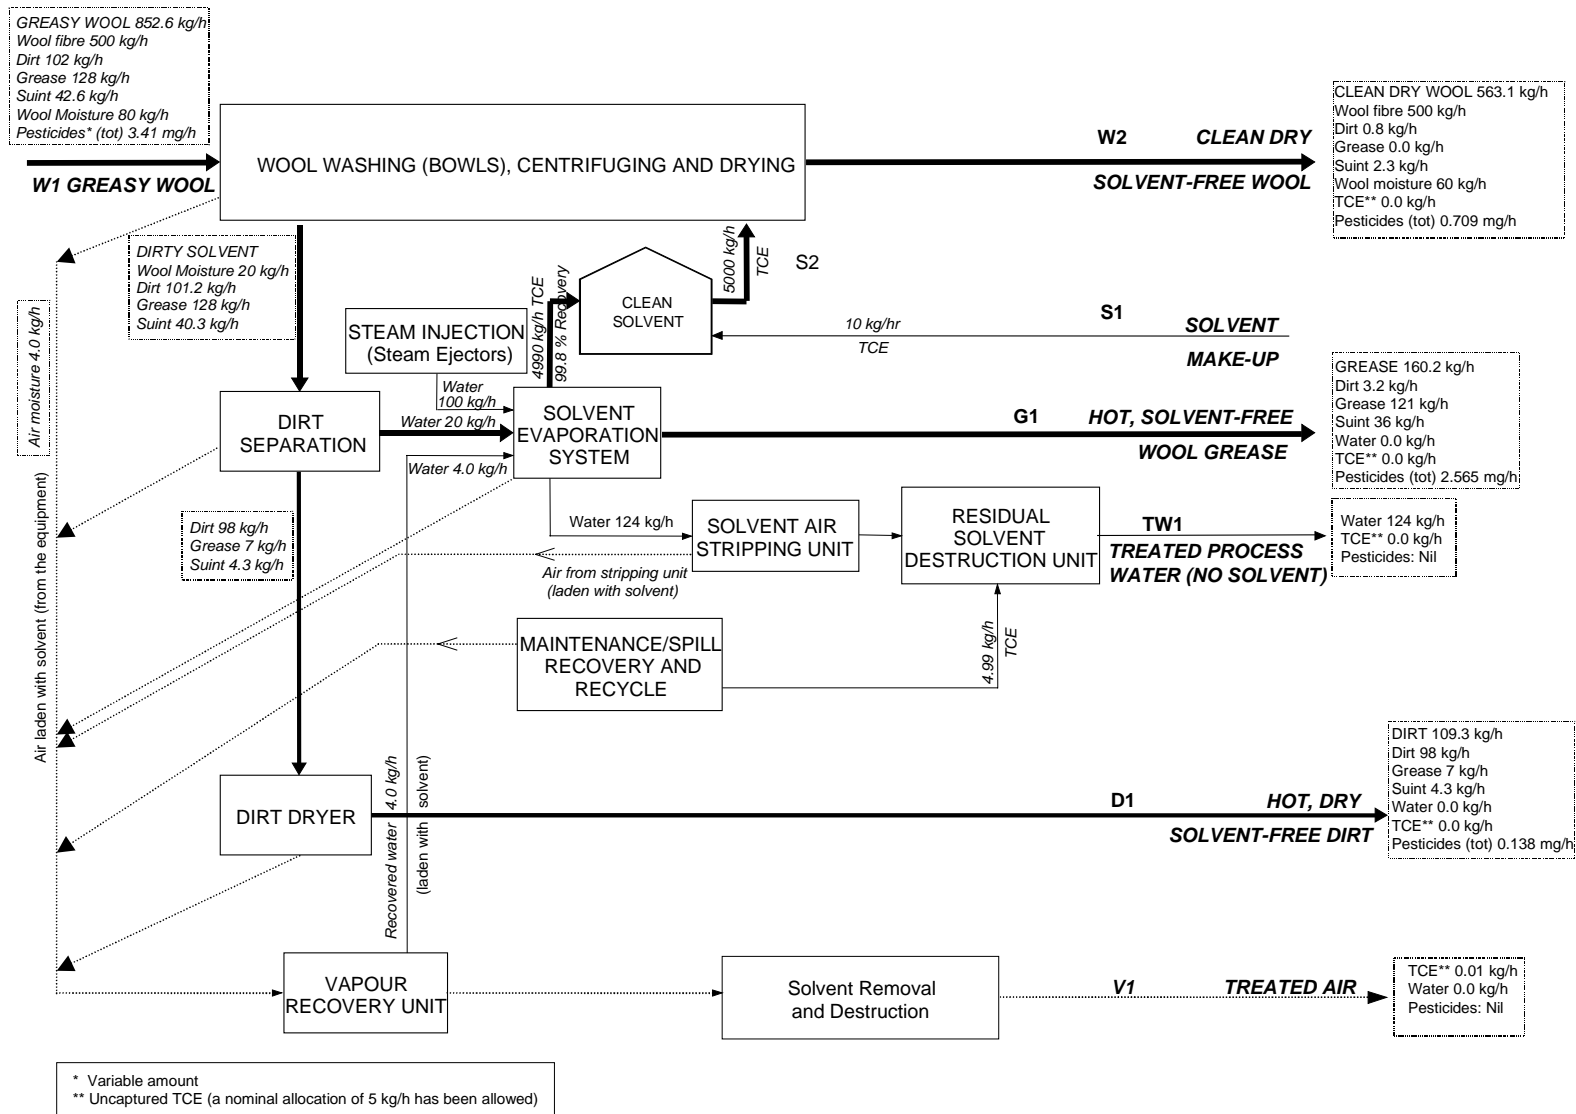 GREASY WOOL 852.6 kg/h
Wool fibre 500 kg/h
Dirt 102 kg/h
Grease 128 kg/h
Suint 42.6 kg/h
Wool Moisture 80 kg/h
Pesticides* (tot) 3.41 mg/h
W1 GREASY WOOL
WOOL WASHING (BOWLS), CENTRIFUGING AND DRYING
W2 CLEAN DRY
SOLVENT-FREE WOOL
CLEAN DRY WOOL 563.1 kg/h
Wool fibre 500 kg/h
Dirt 0.8 kg/h
Grease 0.0 kg/h
Suint 2.3 kg/h
Wool moisture 60 kg/h
TCE** 0.0 kg/h
Pesticides (tot) 0.709 mg/h
DIRTY SOLVENT
Wool Moisture 20 kg/h
Dirt 101.2 kg/h
Grease 128 kg/h
Suint 40.3 kg/h
Air moisture 4.0 kg/h
Air laden with solvent (from the equipment)
STEAM INJECTION
(Steam Ejectors)
Water
100 kg/h
4990 kg/h TCE
99.8 % Recovery
CLEAN
SOLVENT
5000 kg/h
TCE
S2
10 kg/hr
TCE
S1 SOLVENT
MAKE-UP
DIRT
SEPARATION
Water 20 kg/h
Water 4.0 kg/h
SOLVENT
EVAPORATION
SYSTEM
G1 HOT, SOLVENT-FREE
WOOL GREASE
GREASE 160.2 kg/h
Dirt 3.2 kg/h
Grease 121 kg/h
Suint 36 kg/h
Water 0.0 kg/h
TCE** 0.0 kg/h
Pesticides (tot) 2.565 mg/h
Dirt 98 kg/h
Grease 7 kg/h
Suint 4.3 kg/h
Water 124 kg/h
SOLVENT AIR
STRIPPING UNIT
Air from stripping unit
(laden with solvent)
RESIDUAL
SOLVENT
DESTRUCTION UNIT
TW1
TREATED PROCESS
WATER (NO SOLVENT)
Water 124 kg/h
TCE** 0.0 kg/h
Pesticides: Nil
MAINTENANCE/SPILL
RECOVERY AND
RECYCLE
4.99 kg/h
TCE
DIRT DRYER
Recovered water 4.0 kg/h
(laden with solvent)
D1 HOT, DRY
SOLVENT-FREE DIRT
DIRT 109.3 kg/h
Dirt 98 kg/h
Grease 7 kg/h
Suint 4.3 kg/h
Water 0.0 kg/h
TCE** 0.0 kg/h
Pesticides (tot) 0.138 mg/h
VAPOUR
RECOVERY UNIT
Solvent Removal
and Destruction
V1 TREATED AIR
TCE** 0.01 kg/h
Water 0.0 kg/h
Pesticides: Nil
* Variable amount
** Uncaptured TCE (a nominal allocation of 5 kg/h has been allowed)